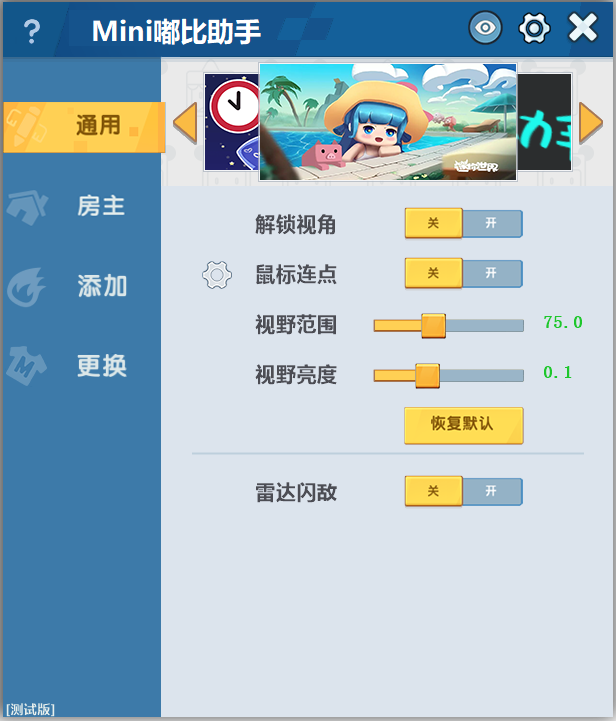 ?
Mini嘟比助手
通用
迷你世界
房主
解锁视角
关
开
添加
鼠标连点
关
开
视野范围
75.0
更换
视野亮度
0.1
恢复默认
雷达闪敌
关
开
[测试版]